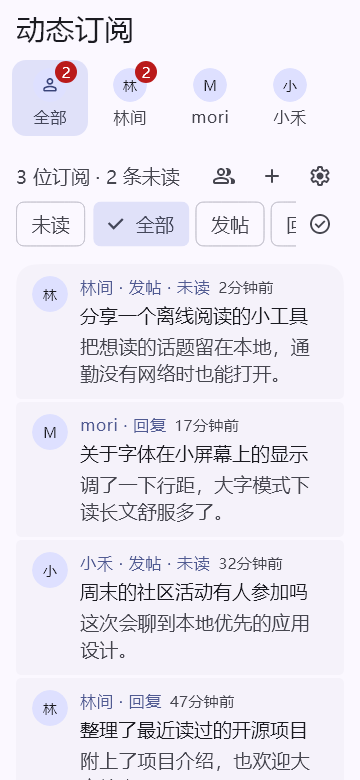 动态订阅
2
全部
林
2
林间
M
mori
小
小禾
3 位订阅 · 2 条未读
未读
全部
发帖
林
林间 · 发帖 · 未读 2分钟前
分享一个离线阅读的小工具
把想读的话题留在本地，通
勤没有网络时也能打开。
M
mori · 回复 17分钟前
关于字体在小屏幕上的显示
调了一下行距，大字模式下
读长文舒服多了。
小
小禾 · 发帖 · 未读 32分钟前
周末的社区活动有人参加吗
这次会聊到本地优先的应用
设计。
林
林间 · 回复 47分钟前
整理了最近读过的开源项目
附上了项目介绍，也欢迎大